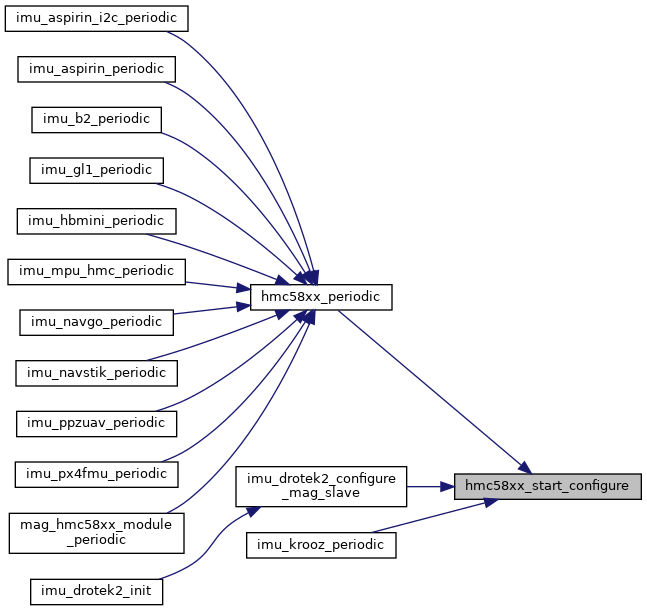 imu_aspirin_i2c_periodic
imu_aspirin_periodic
imu_b2_periodic
imu_gl1_periodic
imu_hbmini_periodic
imu_mpu_hmc_periodic
hmc58xx_periodic
imu_navgo_periodic
imu_navstik_periodic
imu_ppzuav_periodic
imu_px4fmu_periodic
imu_drotek2_configure
_mag_slave
hmc58xx_start_configure
mag_hmc58xx_module
_periodic
imu_krooz_periodic
imu_drotek2_init